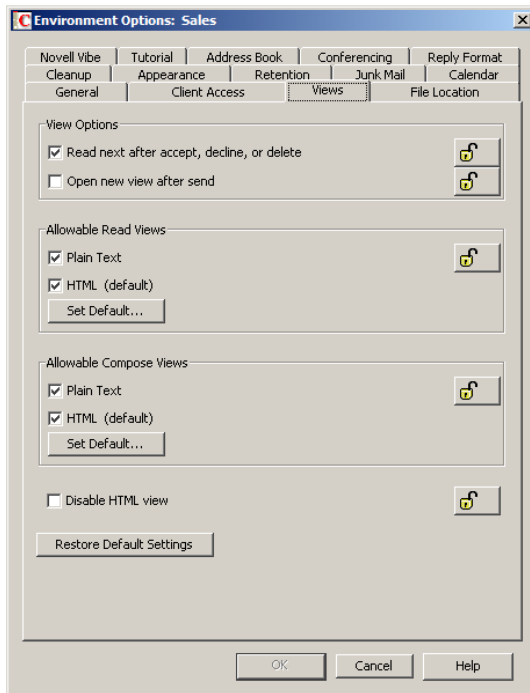 Environment Options: Sales
Novell Vibe Tutorial Address Book Conferencing Reply Format
Cleanup Appearance Retention Junk Mail Calendar
General Client Access Views File Location
View Options
Read next after accept, decline, or delete
Open new view after send
Allowable Read Views
Plain Text
HTML (default)
Set Default...
Allowable Compose Views
Plain Text
HTML (default)
Set Default...
Disable HTML view
Restore Default Settings
OK Cancel Help